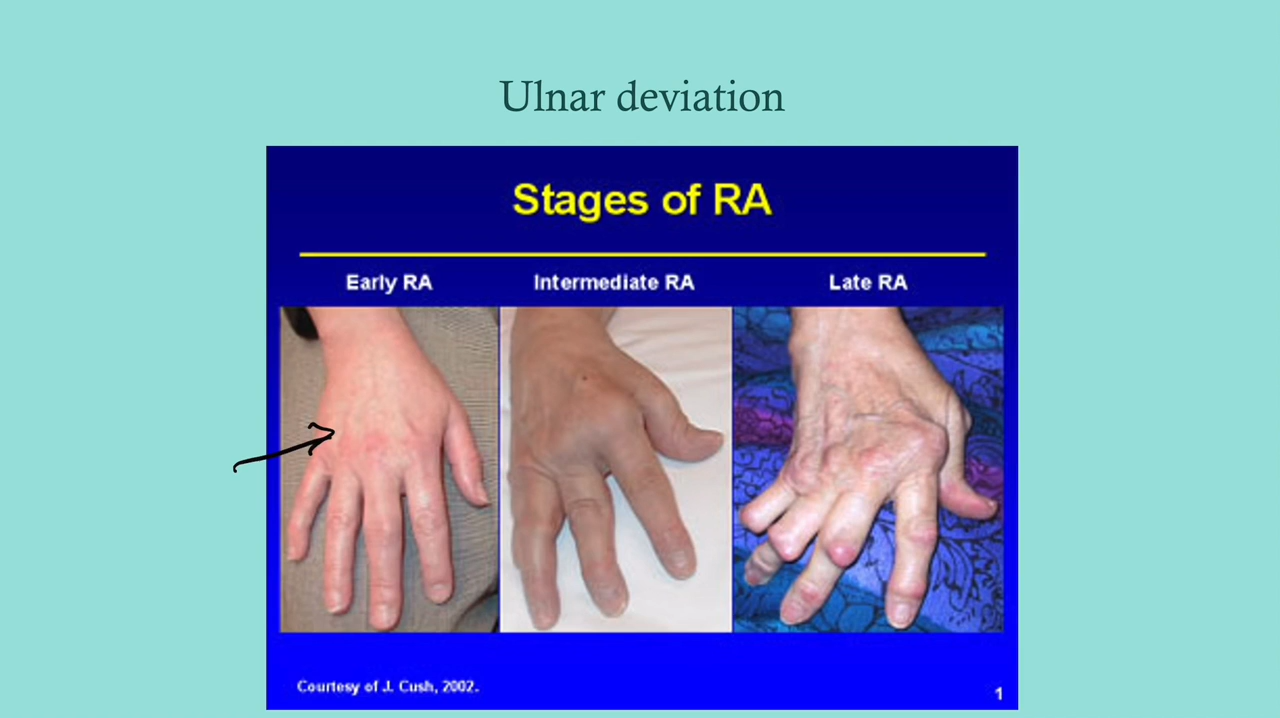 Ulnar deviation
Stages of RA
Early RA
Intermediate RA
Late RA
Courtesy of J. Cush, 2002.
1